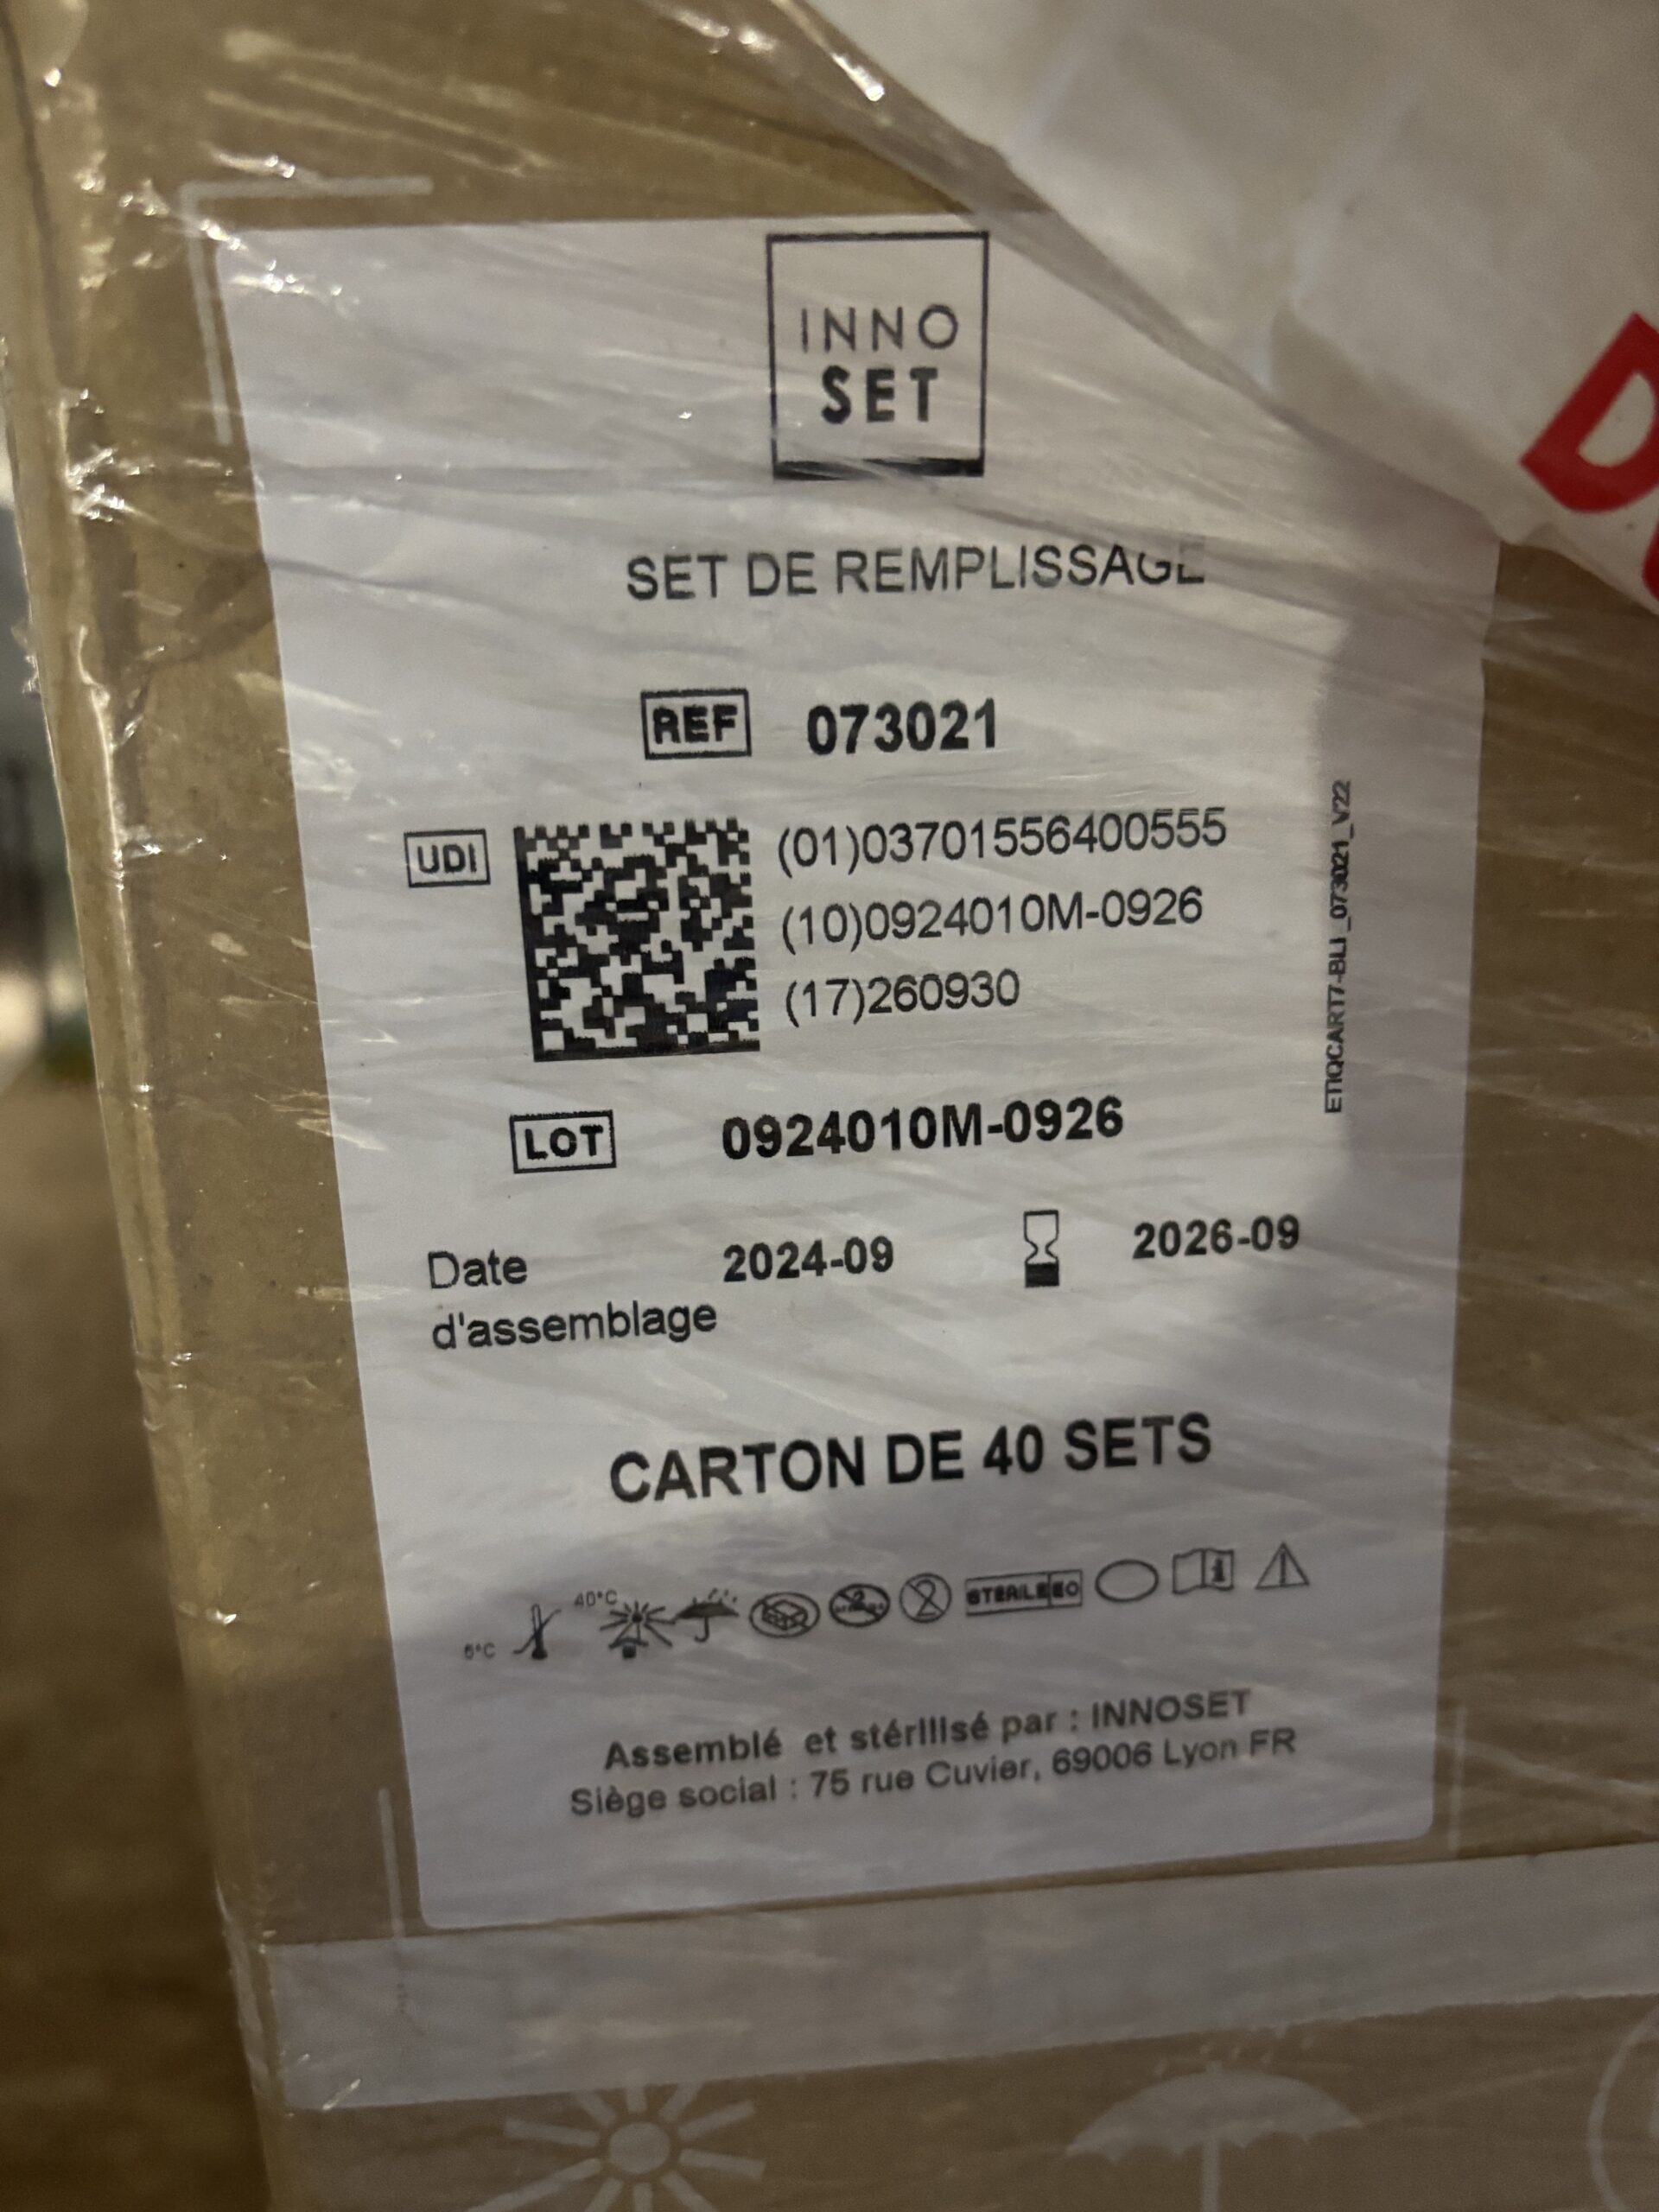 INNO
SET
SET DE REMPLISSAGE
REF 073021
UDI (01)03701556400555
(10)0924010M-0926
(17)260930
LOT 0924010M-0926
Date d'assemblage 2024-09 2026-09
CARTON DE 40 SETS
5°C 40°C STERILE EO
Assemblé et stérilisé par : INNOSET
Siège social : 75 rue Cuvier, 69006 Lyon FR
ETIQCART7-BLI_073021_V22